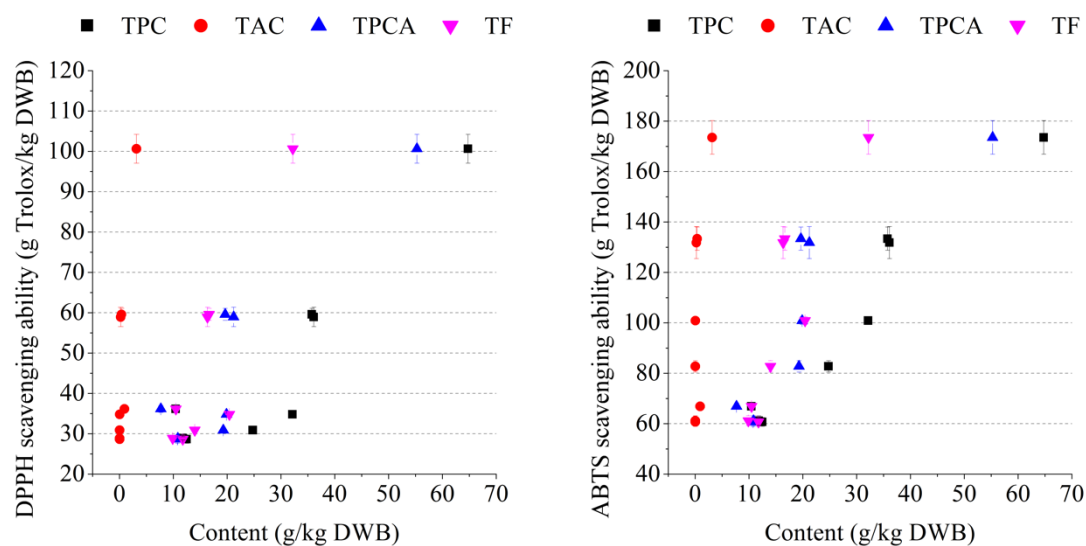 TPC TAC TPCA TF
DPPH scavenging ability (g Trolox/kg DWB)
120
110
100
90
80
70
60
50
40
30
20
0 10 20 30 40 50 60 70
Content (g/kg DWB)
TPC TAC TPCA TF
ABTS scavenging ability (g Trolox/kg DWB)
200
180
160
140
120
100
80
60
40
0 10 20 30 40 50 60 70
Content (g/kg DWB)